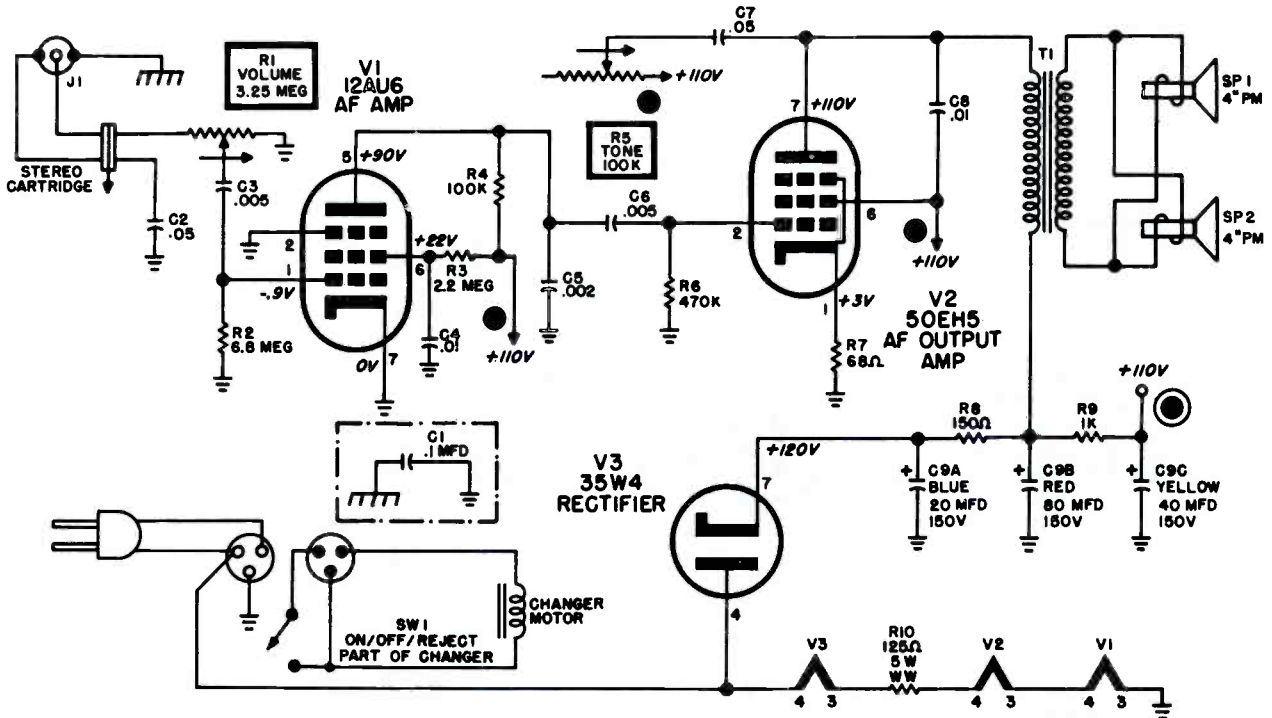 J1
STEREO
CARTRIDGE
C2
.05
R1
VOLUME
3.25 MEG
C3
.005
R2
6.8 MEG
V1
12AU6
AF AMP
5
+90V
2
1
-.9V
6
+22V
0V
7
R3
2.2 MEG
R4
100K
C4
.01
+110V
C5
.002
C6
.005
R5
TONE
100K
+110V
C7
.05
R6
470K
7
+110V
2
6
1
+3V
R7
68Ω
V2
50EH5
AF OUTPUT
AMP
C8
.01
+110V
T1
SP 1
4" PM
SP 2
4" PM
C1
.1 MFD
SW1
ON/OFF/REJECT
PART OF CHANGER
CHANGER
MOTOR
V3
35W4
RECTIFIER
7
4
+120V
R8
150Ω
R9
1K
+110V
C9A
BLUE
20 MFD
150V
C9B
RED
80 MFD
150V
C9C
YELLOW
40 MFD
150V
V3
4 3
R10
125Ω
5 W
WW
V2
4 3
V1
4 3